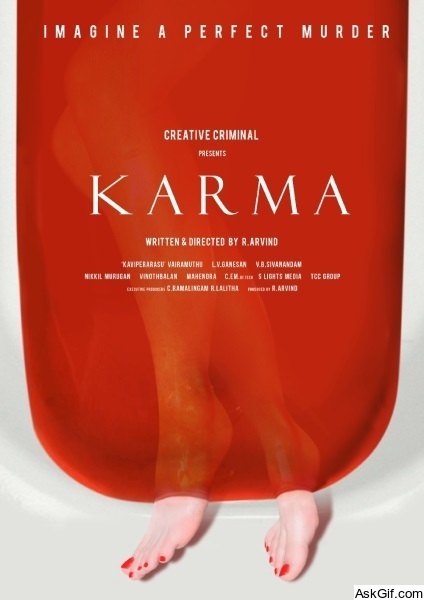 IMAGINE A PERFECT MURDER
CREATIVE CRIMINAL
PRESENTS
KARMA
WRITTEN & DIRECTED BY R.ARVIND
'KAVIPERARASU' VAIRAMUTHU L.V.GANESAN V.B.SIVANANDAM
NIKKIL MURUGAN VINOTHBALAN MAHENDRA C.E.M. S LIGHTS MEDIA TCC GROUP
EXECUTIVE PRODUCERS C.RAMALINGAM R.LALITHA PRODUCED BY R.ARVIND
AskGif.com